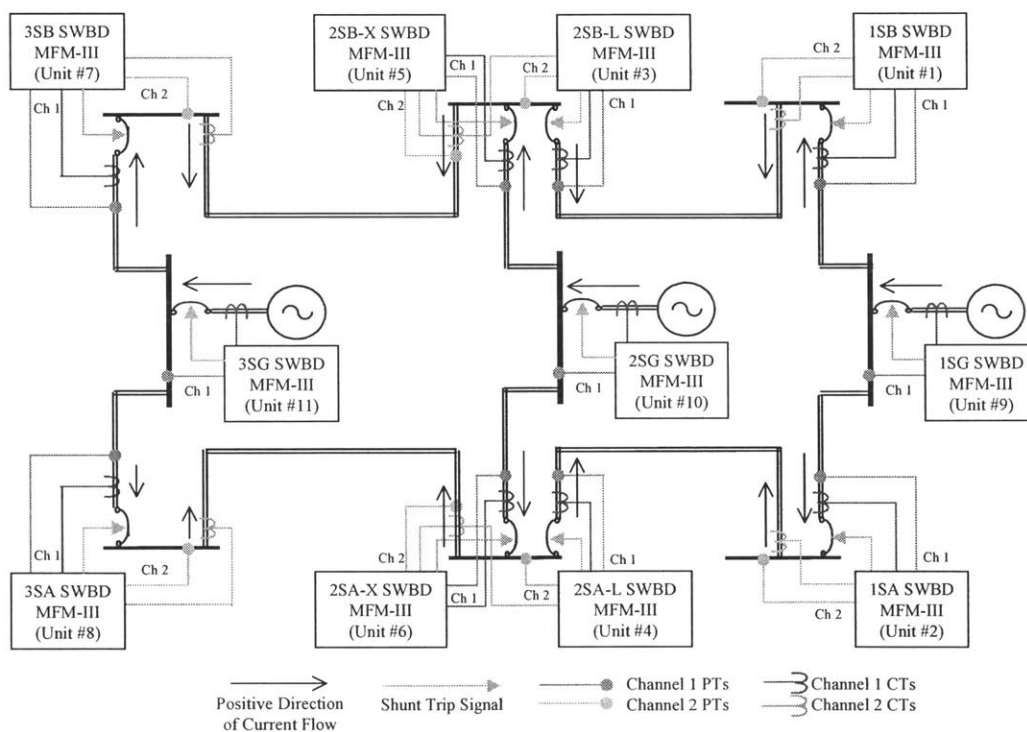 3SB SWBD
MFM-III
(Unit #7)
Ch 1
Ch 2
2SB-X SWBD
MFM-III
(Unit #5)
Ch 1
Ch 2
2SB-L SWBD
MFM-III
(Unit #3)
Ch 2
Ch 1
1SB SWBD
MFM-III
(Unit #1)
Ch 2
Ch 1
3SG SWBD
MFM-III
(Unit #11)
Ch 1
2SG SWBD
MFM-III
(Unit #10)
Ch 1
1SG SWBD
MFM-III
(Unit #9)
Ch 1
3SA SWBD
MFM-III
(Unit #8)
Ch 1
Ch 2
2SA-X SWBD
MFM-III
(Unit #6)
Ch 2
Ch 1
2SA-L SWBD
MFM-III
(Unit #4)
Ch 2
Ch 1
1SA SWBD
MFM-III
(Unit #2)
Ch 1
Ch 2
Positive Direction
of Current Flow
Shunt Trip Signal
Channel 1 PTs
Channel 2 PTs
Channel 1 CTs
Channel 2 CTs